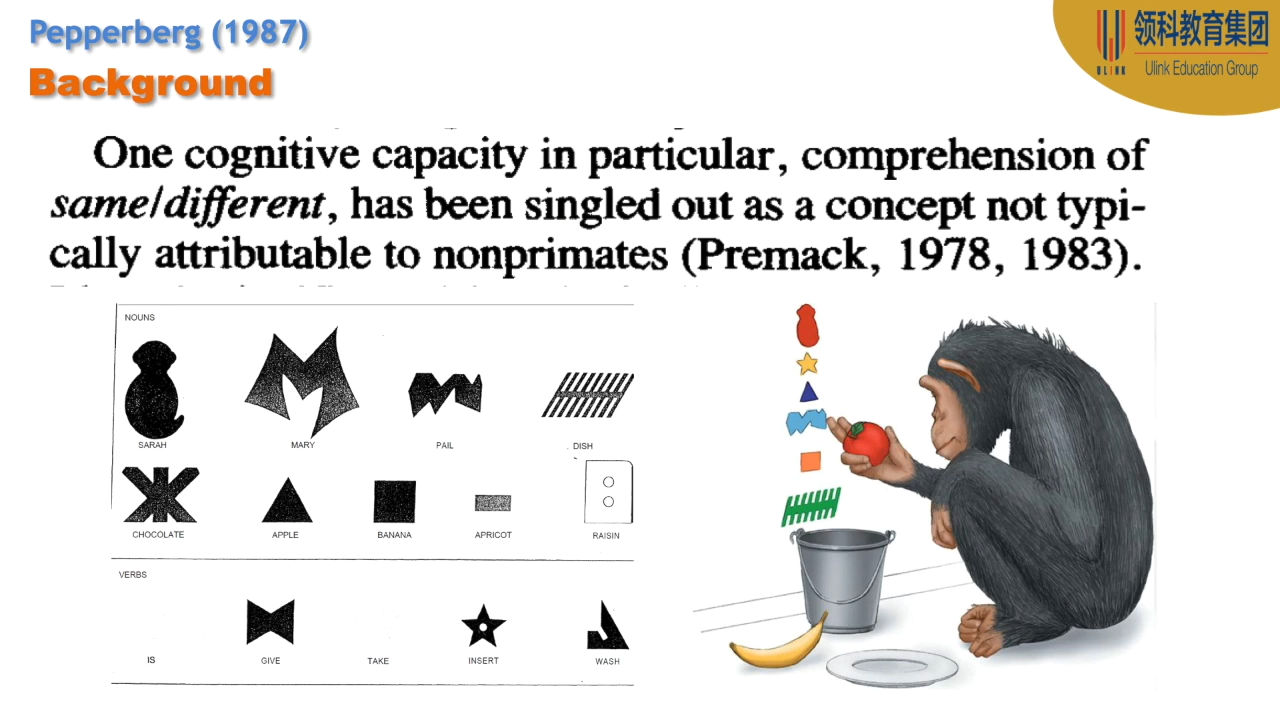 Pepperberg (1987)
Background
领科教育集团
ULINK
Ulink Education Group
One cognitive capacity in particular, comprehension of
same/different, has been singled out as a concept not typi-
cally attributable to nonprimates (Premack, 1978, 1983).
NOUNS
SARAH MARY PAIL DISH
CHOCOLATE APPLE BANANA APRICOT RAISIN
VERBS
IS GIVE TAKE INSERT WASH